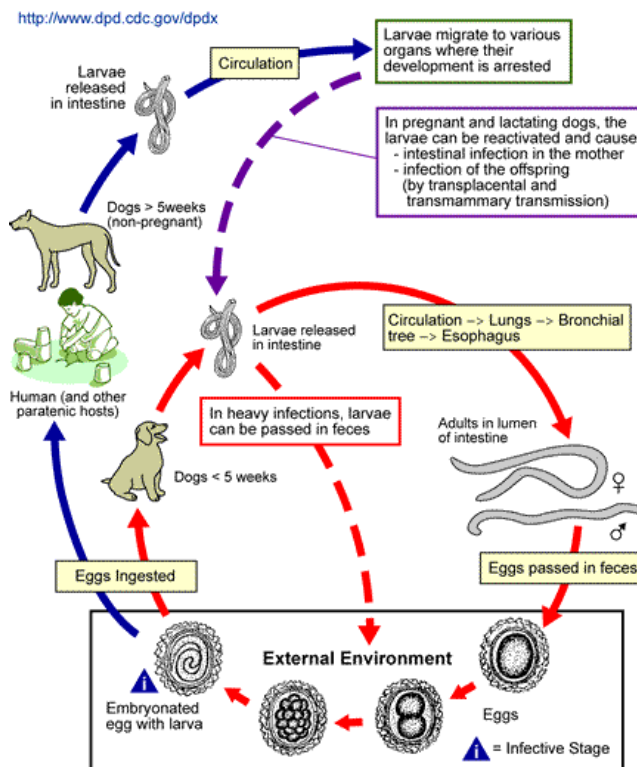 http://www.dpd.cdc.gov/dpdx
Larvae
released
in intestine
Circulation
Larvae migrate to various
organs where their
development is arrested
In pregnant and lactating dogs, the
larvae can be reactivated and cause
- intestinal infection in the mother
- infection of the offspring
(by transplacental and
transmammary transmission)
Dogs > 5weeks
(non-pregnant)
Larvae released
in intestine
Circulation –> Lungs –> Bronchial
tree –> Esophagus
Human (and other
paratenic hosts)
In heavy infections, larvae
can be passed in feces
Adults in lumen
of intestine
♀
♂
Dogs < 5 weeks
Eggs Ingested
Eggs passed in feces
External Environment
i
Embryonated
egg with larva
Eggs
i = Infective Stage